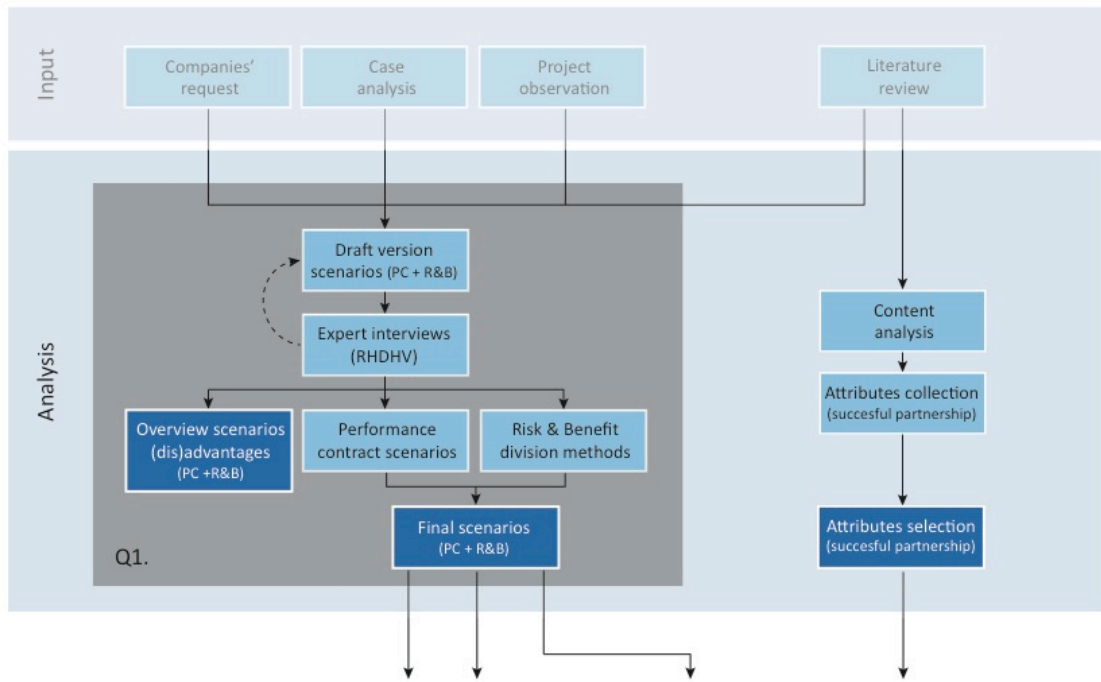 Input
Companies'
request
Case
analysis
Project
observation
Literature
review
Analysis
Draft version
scenarios (PC + R&B)
Expert interviews
(RHDHV)
Content
analysis
Attributes collection
(succesful partnership)
Overview scenarios
(dis)advantages
(PC +R&B)
Performance
contract scenarios
Risk & Benefit
division methods
Final scenarios
(PC + R&B)
Attributes selection
(succesful partnership)
Q1.